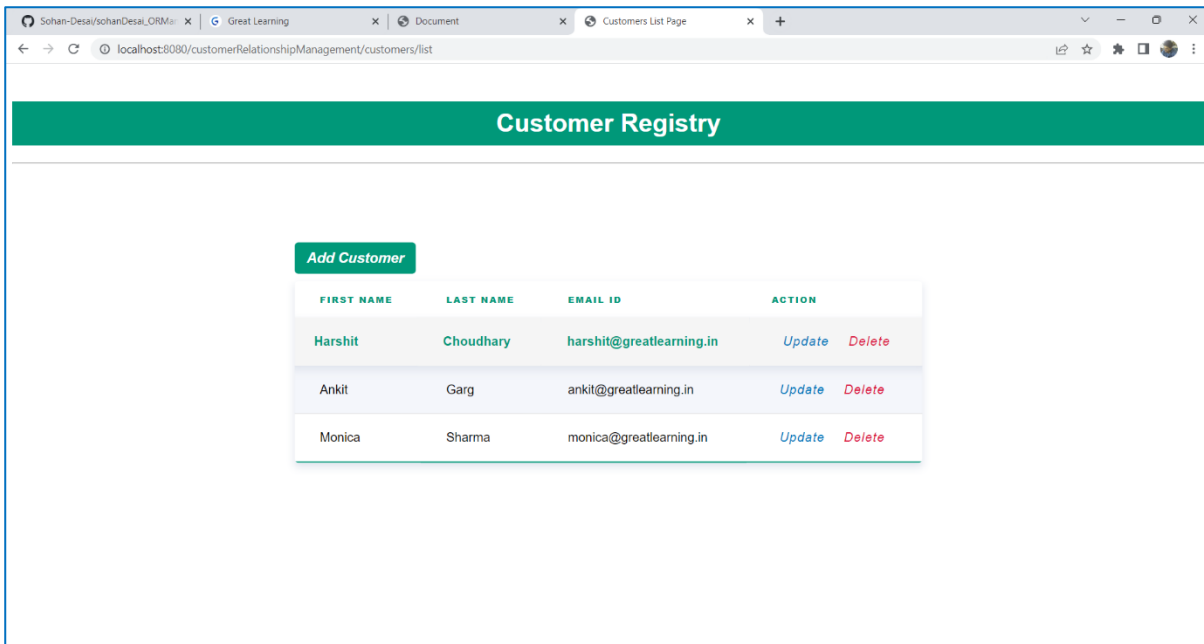 Sohan-Desai/sohanDesai_ORMa Great Learning Document Customers List Page
localhost:8080/customerRelationshipManagement/customers/list
Customer Registry
Add Customer
FIRST NAME LAST NAME EMAIL ID ACTION
Harshit Choudhary harshit@greatlearning.in Update Delete
Ankit Garg ankit@greatlearning.in Update Delete
Monica Sharma monica@greatlearning.in Update Delete